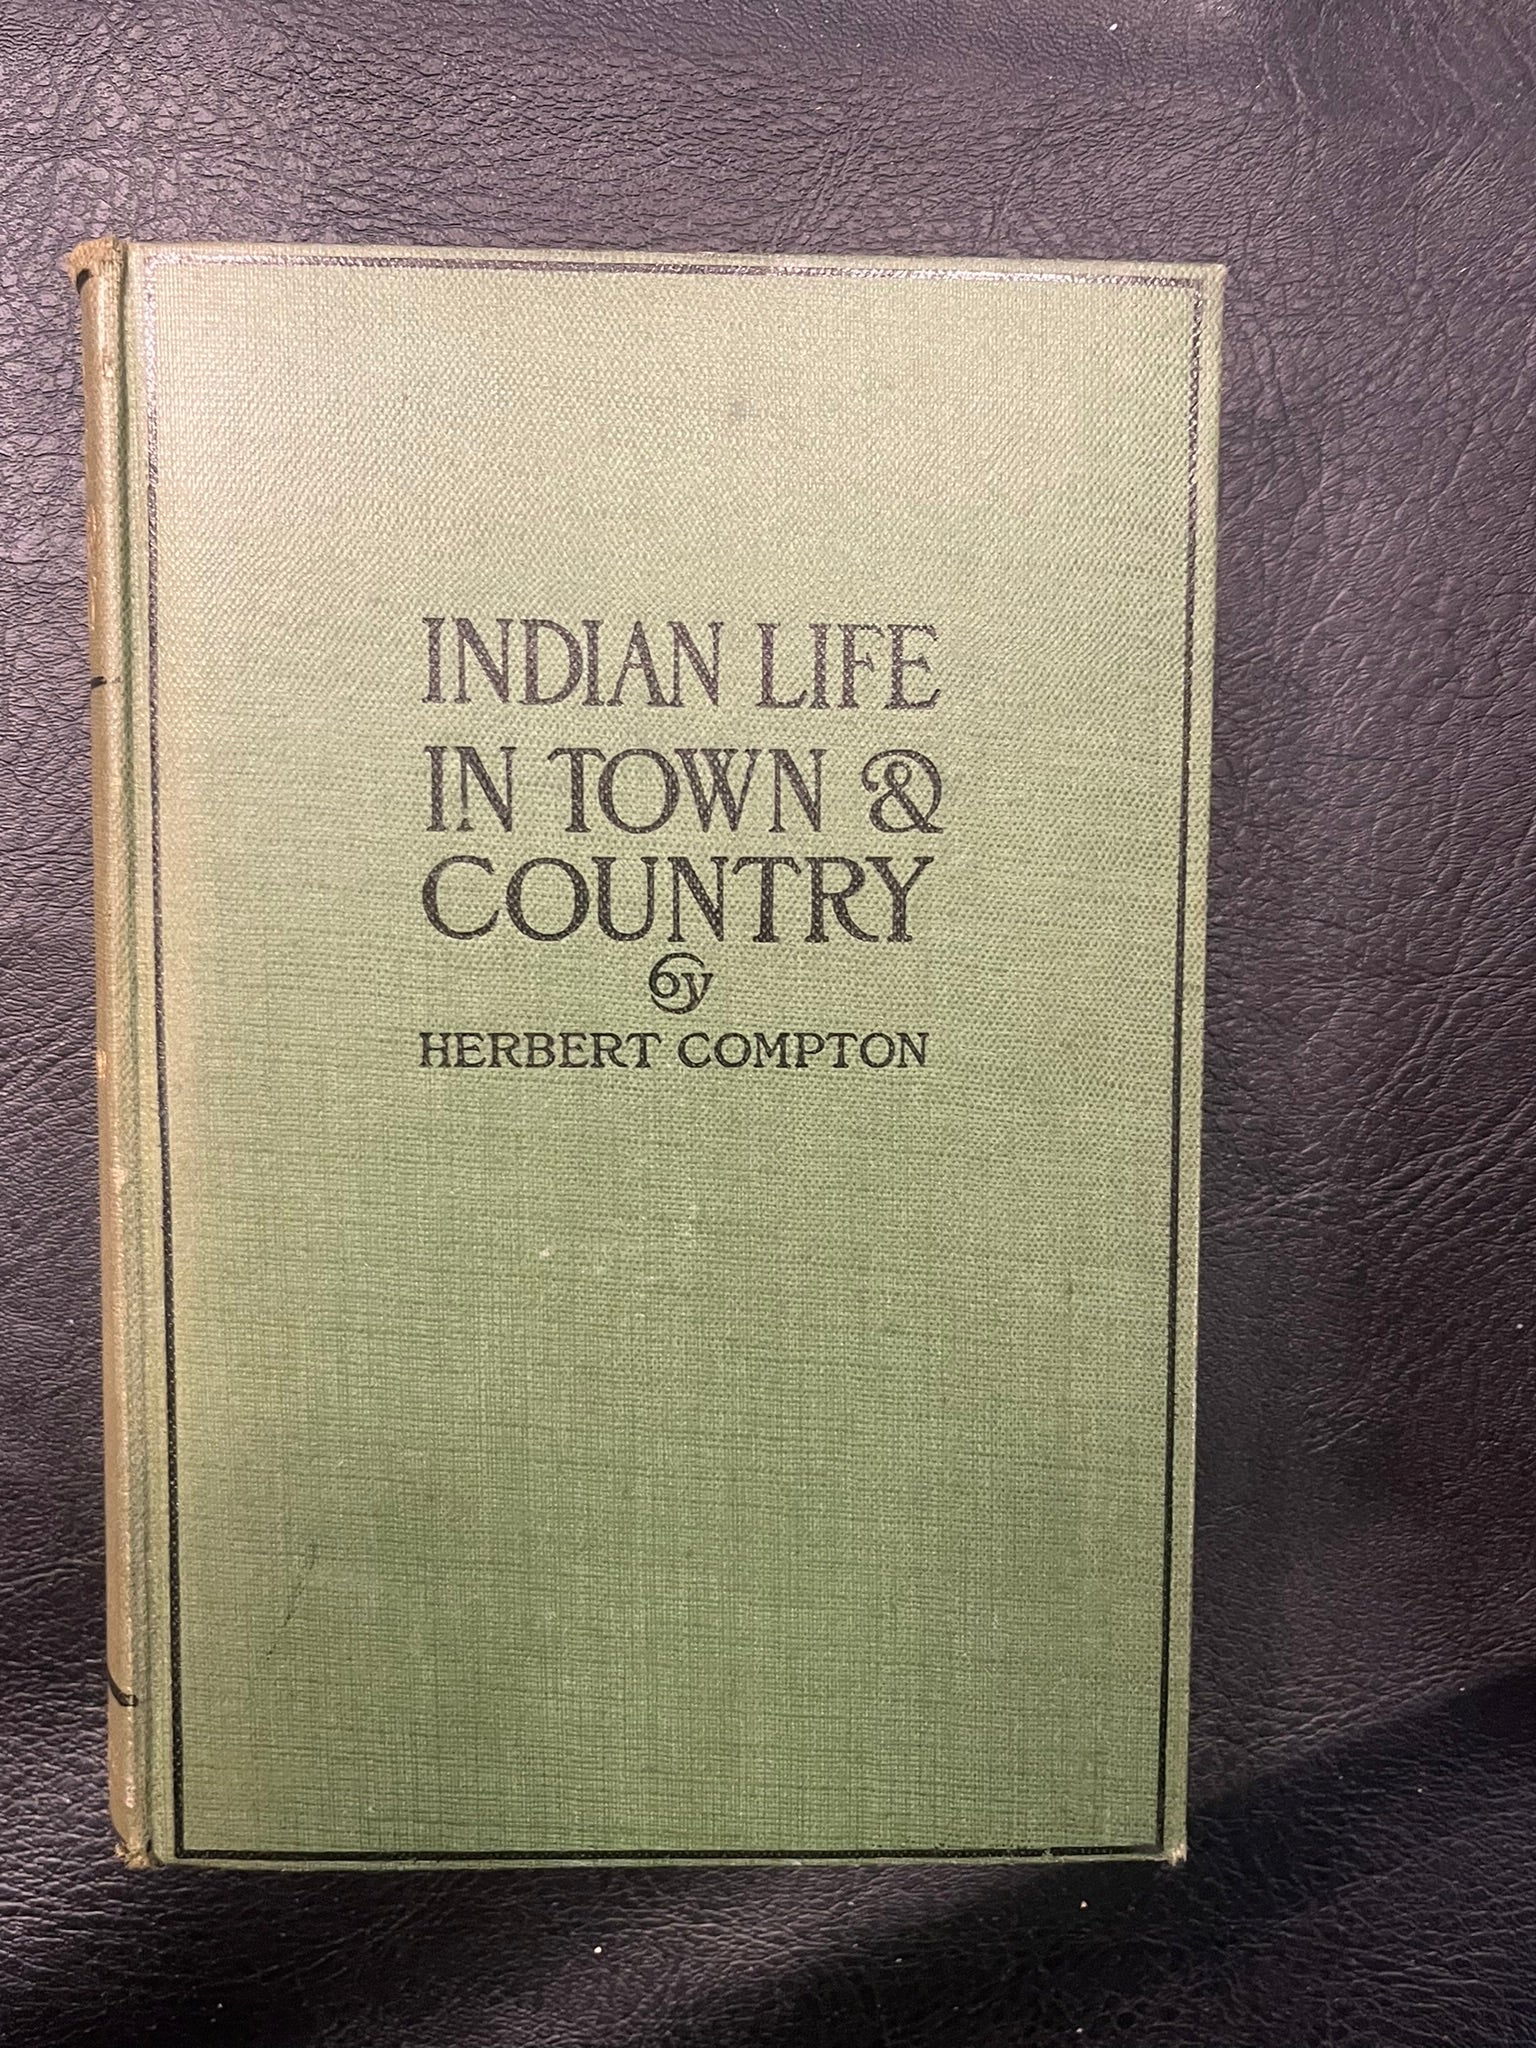 INDIAN LIFE
IN TOWN &
COUNTRY
by
HERBERT COMPTON